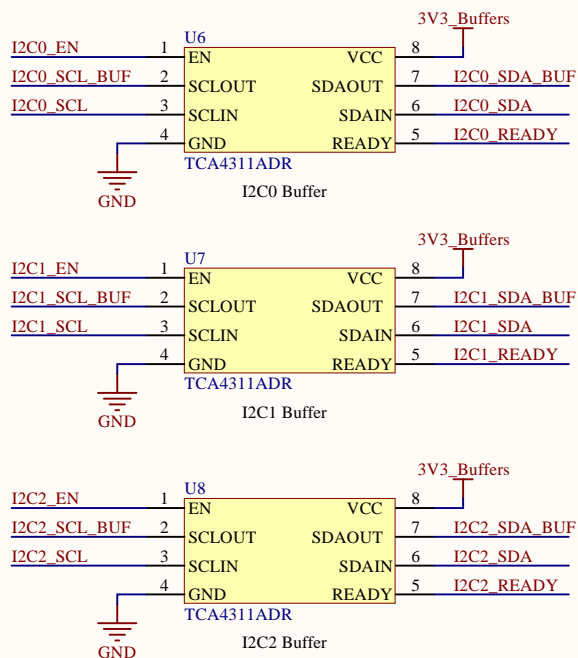 3V3_Buffers
U6
I2C0_EN 1 EN VCC 8
I2C0_SCL_BUF 2 SCLOUT SDAOUT 7 I2C0_SDA_BUF
I2C0_SCL 3 SCLIN SDAIN 6 I2C0_SDA
4 GND READY 5 I2C0_READY
TCA4311ADR
GND
I2C0 Buffer
3V3_Buffers
U7
I2C1_EN 1 EN VCC 8
I2C1_SCL_BUF 2 SCLOUT SDAOUT 7 I2C1_SDA_BUF
I2C1_SCL 3 SCLIN SDAIN 6 I2C1_SDA
4 GND READY 5 I2C1_READY
TCA4311ADR
GND
I2C1 Buffer
3V3_Buffers
U8
I2C2_EN 1 EN VCC 8
I2C2_SCL_BUF 2 SCLOUT SDAOUT 7 I2C2_SDA_BUF
I2C2_SCL 3 SCLIN SDAIN 6 I2C2_SDA
4 GND READY 5 I2C2_READY
TCA4311ADR
GND
I2C2 Buffer